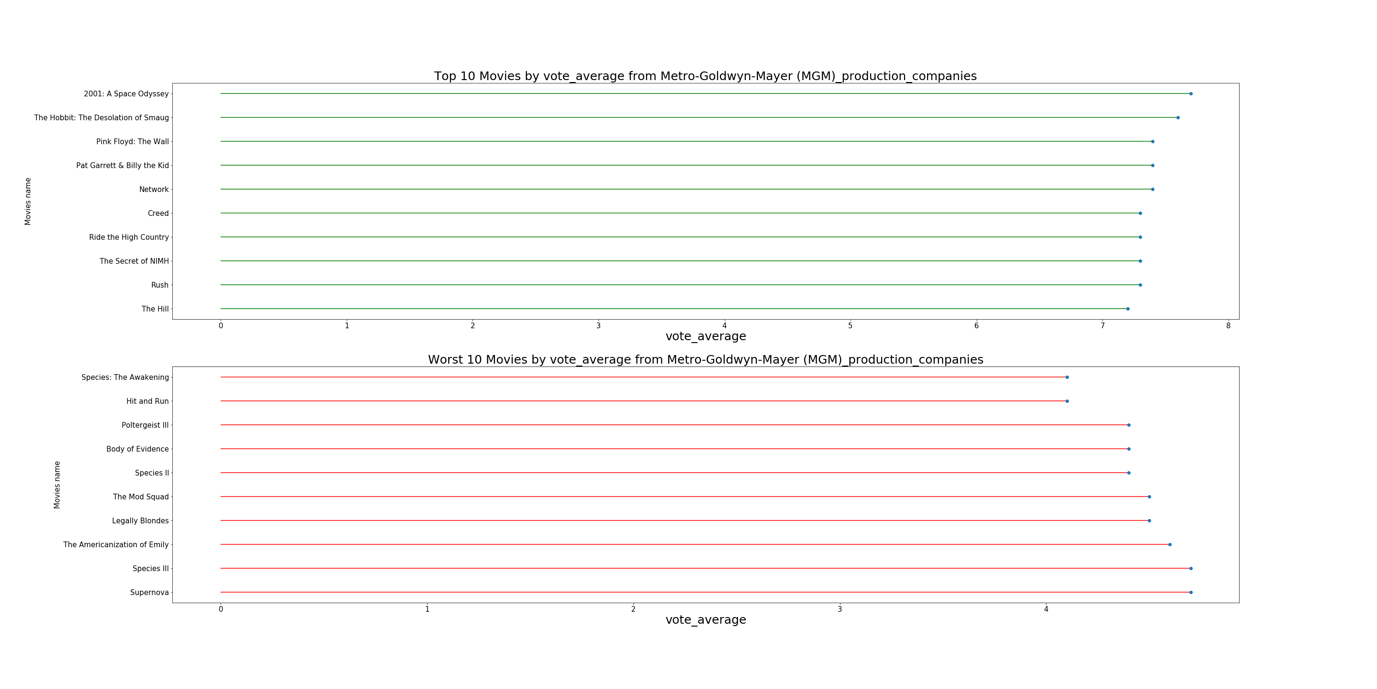 Top 10 Movies by vote_average from Metro-Goldwyn-Mayer (MGM)_production_companies
Movies name
2001: A Space Odyssey
The Hobbit: The Desolation of Smaug
Pink Floyd: The Wall
Pat Garrett & Billy the Kid
Network
Creed
Ride the High Country
The Secret of NIMH
Rush
The Hill
0 1 2 3 4 5 6 7 8
vote_average
Worst 10 Movies by vote_average from Metro-Goldwyn-Mayer (MGM)_production_companies
Movies name
Species: The Awakening
Hit and Run
Poltergeist III
Body of Evidence
Species II
The Mod Squad
Legally Blondes
The Americanization of Emily
Species III
Supernova
0 1 2 3 4
vote_average